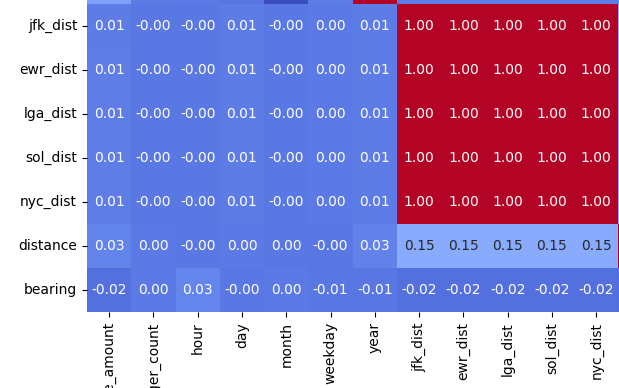 jfk_dist 0.01 -0.00 -0.00 0.01 -0.00 0.00 0.01 1.00 1.00 1.00 1.00 1.00
ewr_dist 0.01 -0.00 -0.00 0.01 -0.00 0.00 0.01 1.00 1.00 1.00 1.00 1.00
lga_dist 0.01 -0.00 -0.00 0.01 -0.00 0.00 0.01 1.00 1.00 1.00 1.00 1.00
sol_dist 0.01 -0.00 -0.00 0.01 -0.00 0.00 0.01 1.00 1.00 1.00 1.00 1.00
nyc_dist 0.01 -0.00 -0.00 0.01 -0.00 0.00 0.01 1.00 1.00 1.00 1.00 1.00
distance 0.03 0.00 -0.00 0.00 0.00 -0.00 0.03 0.15 0.15 0.15 0.15 0.15
bearing -0.02 0.00 0.03 -0.00 0.00 -0.01 -0.01 -0.02 -0.02 -0.02 -0.02 -0.02
e_amount
ger_count
hour
day
month
weekday
year
jfk_dist
ewr_dist
lga_dist
sol_dist
nyc_dist